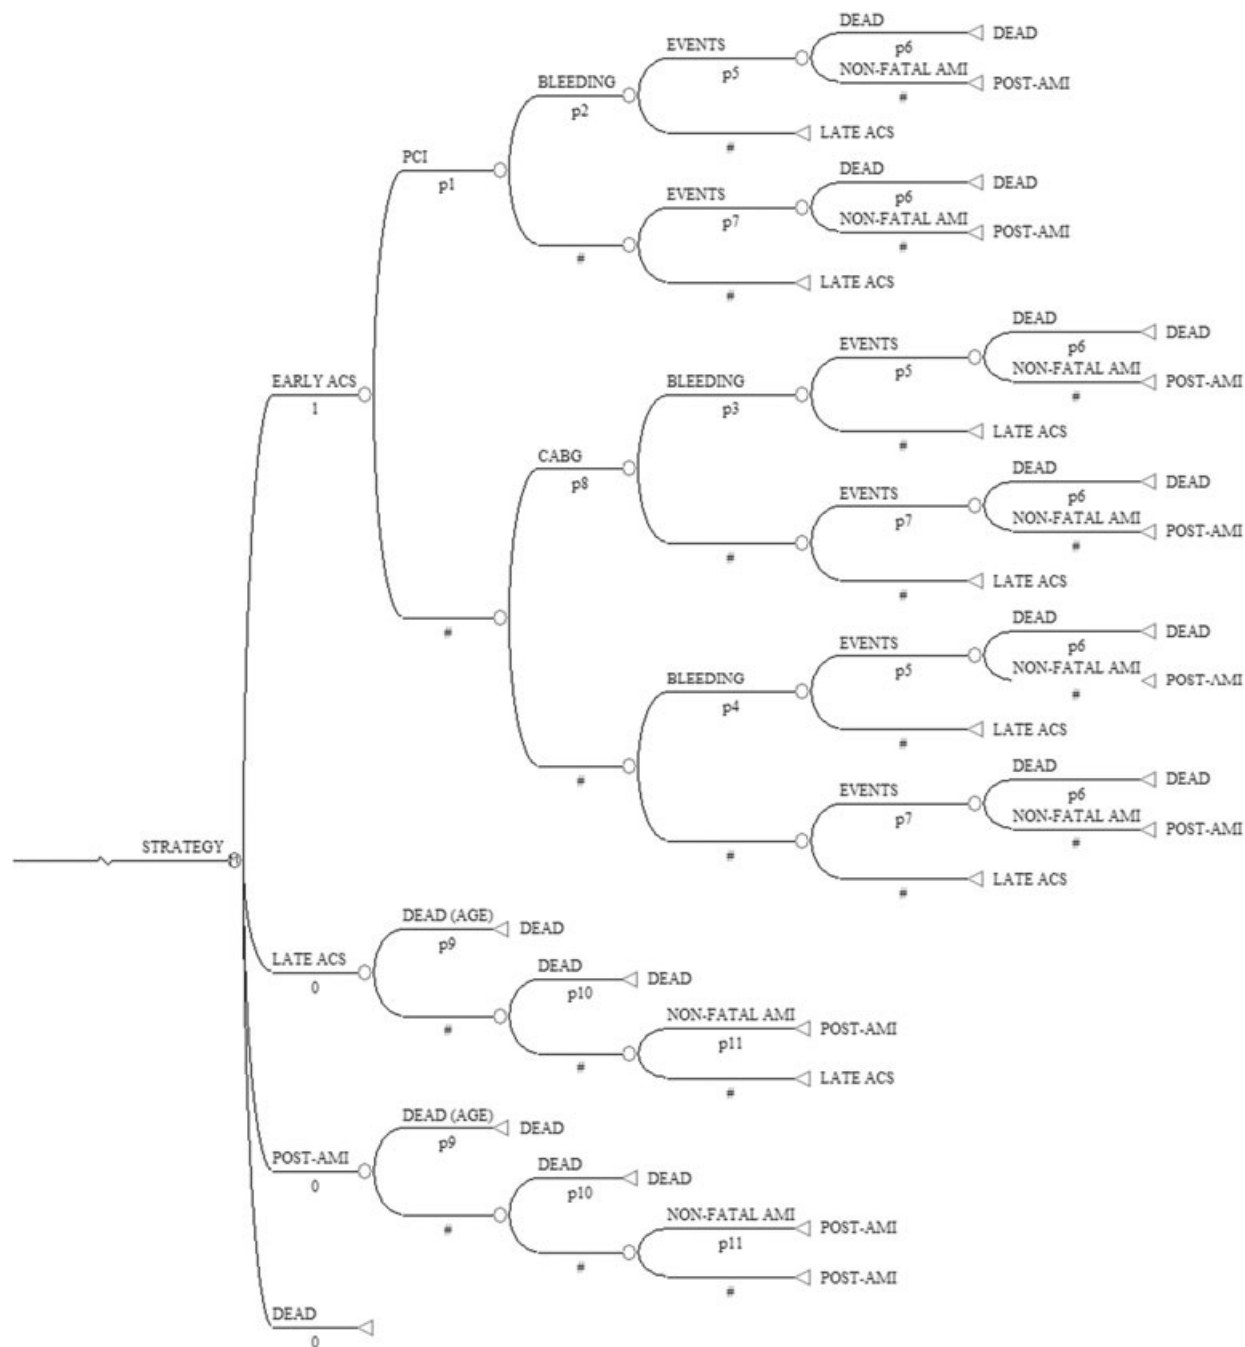 DEAD
DEAD
p6
EVENTS
NON-FATAL AMI
POST-AMI
p5
#
BLEEDING
p2
LATE ACS
#
PCI
p1
DEAD
DEAD
p6
EVENTS
NON-FATAL AMI
POST-AMI
p7
#
#
LATE ACS
#
DEAD
DEAD
p6
EVENTS
NON-FATAL AMI
POST-AMI
p5
#
EARLY ACS
1
BLEEDING
p3
LATE ACS
#
CABG
p8
DEAD
DEAD
p6
EVENTS
NON-FATAL AMI
POST-AMI
p7
#
#
LATE ACS
#
#
DEAD
DEAD
p6
EVENTS
NON-FATAL AMI
POST-AMI
p5
#
BLEEDING
p4
LATE ACS
#
#
DEAD
DEAD
p6
EVENTS
NON-FATAL AMI
POST-AMI
p7
#
#
LATE ACS
#
STRATEGY
M
DEAD (AGE)
DEAD
p9
LATE ACS
0
DEAD
DEAD
p10
#
NON-FATAL AMI
POST-AMI
p11
#
LATE ACS
#
DEAD (AGE)
DEAD
p9
POST-AMI
0
DEAD
DEAD
p10
#
NON-FATAL AMI
POST-AMI
p11
#
POST-AMI
#
DEAD
0